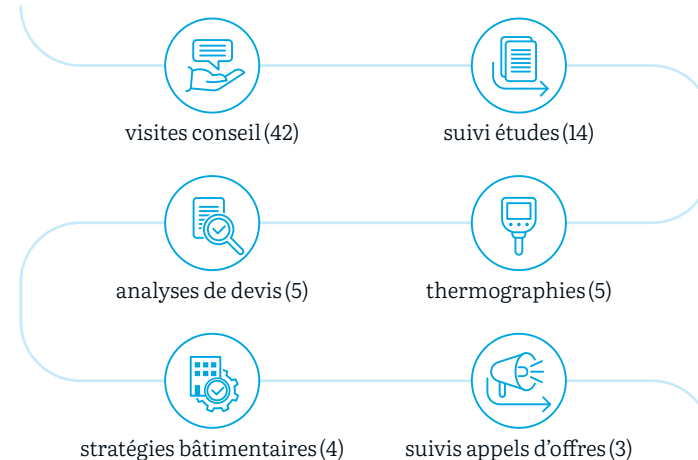 visites conseil (42)
suivi études (14)
analyses de devis (5)
thermographies (5)
stratégies bâtimentaires (4)
suivis appels d’offres (3)